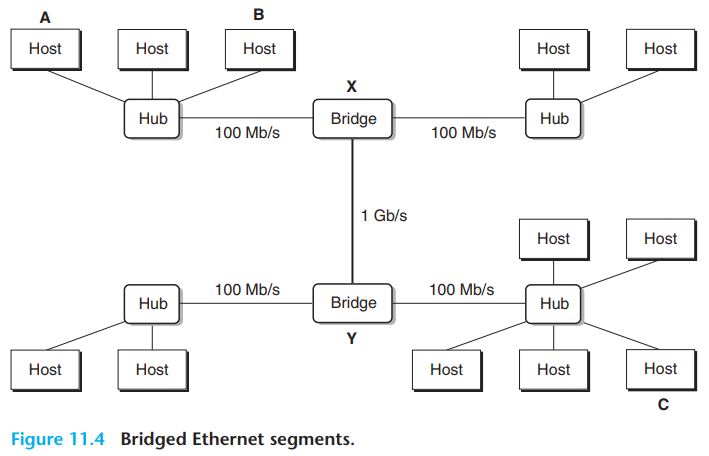 A
B
Host
Host
Host
Host
Host
X
Hub
Bridge
Hub
100 Mb/s
100 Mb/s
1 Gb/s
Host
Host
100 Mb/s
100 Mb/s
Hub
Bridge
Hub
Y
Host
Host
Host
Host
Host
C
Figure 11.4 Bridged Ethernet segments.